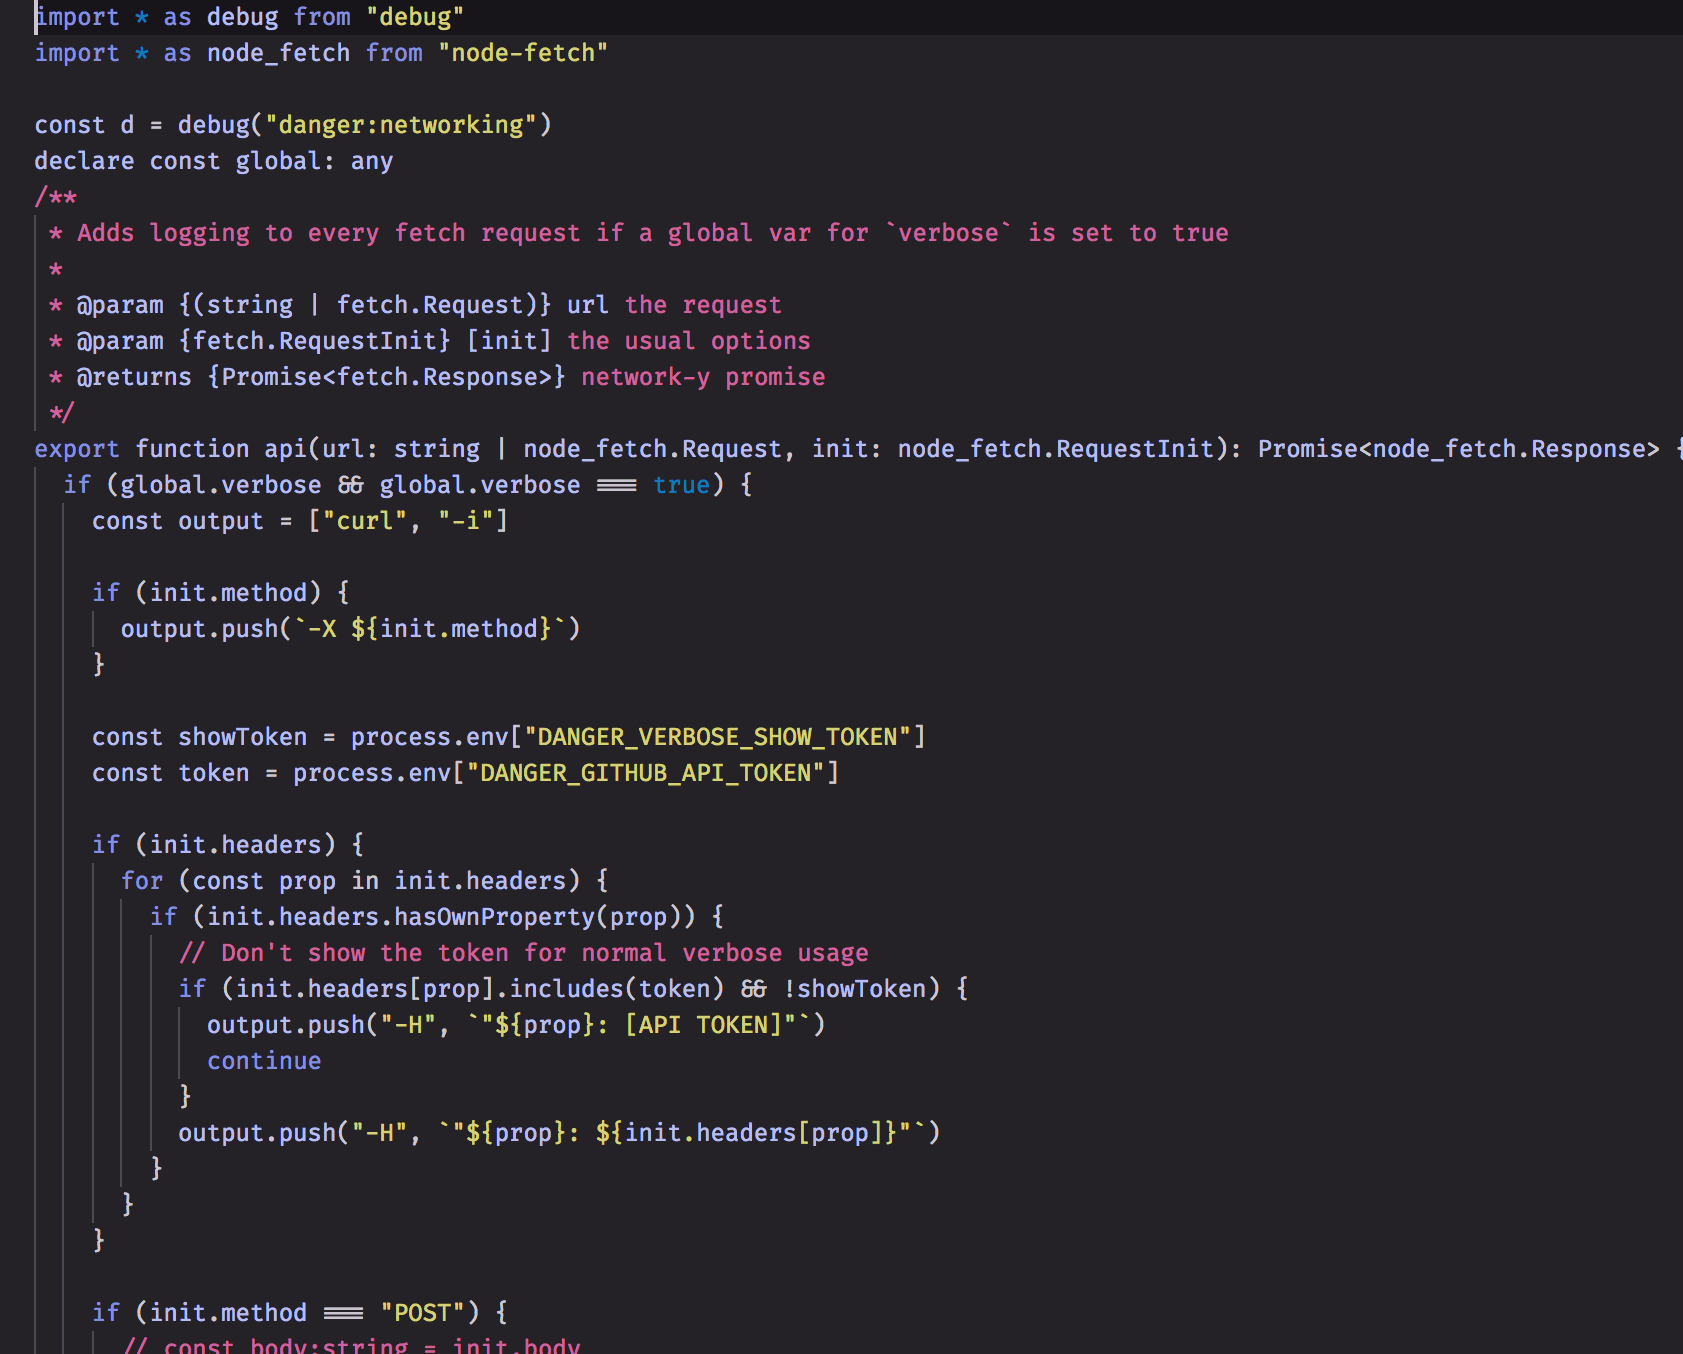 import * as debug from "debug"
import * as node_fetch from "node-fetch"

const d = debug("danger:networking")
declare const global: any
/**
 * Adds logging to every fetch request if a global var for `verbose` is set to true
 *
 * @param {(string | fetch.Request)} url the request
 * @param {fetch.RequestInit} [init] the usual options
 * @returns {Promise<fetch.Response>} network-y promise
 */
export function api(url: string | node_fetch.Request, init: node_fetch.RequestInit): Promise<node_fetch.Response> {
  if (global.verbose && global.verbose === true) {
    const output = ["curl", "-i"]

    if (init.method) {
      output.push(`-X ${init.method}`)
    }

    const showToken = process.env["DANGER_VERBOSE_SHOW_TOKEN"]
    const token = process.env["DANGER_GITHUB_API_TOKEN"]

    if (init.headers) {
      for (const prop in init.headers) {
        if (init.headers.hasOwnProperty(prop)) {
          // Don't show the token for normal verbose usage
          if (init.headers[prop].includes(token) && !showToken) {
            output.push("-H", `"${prop}: [API TOKEN]"`)
            continue
          }
          output.push("-H", `"${prop}: ${init.headers[prop]}"`)
        }
      }
    }

    if (init.method === "POST") {
      // const body:string = init.body